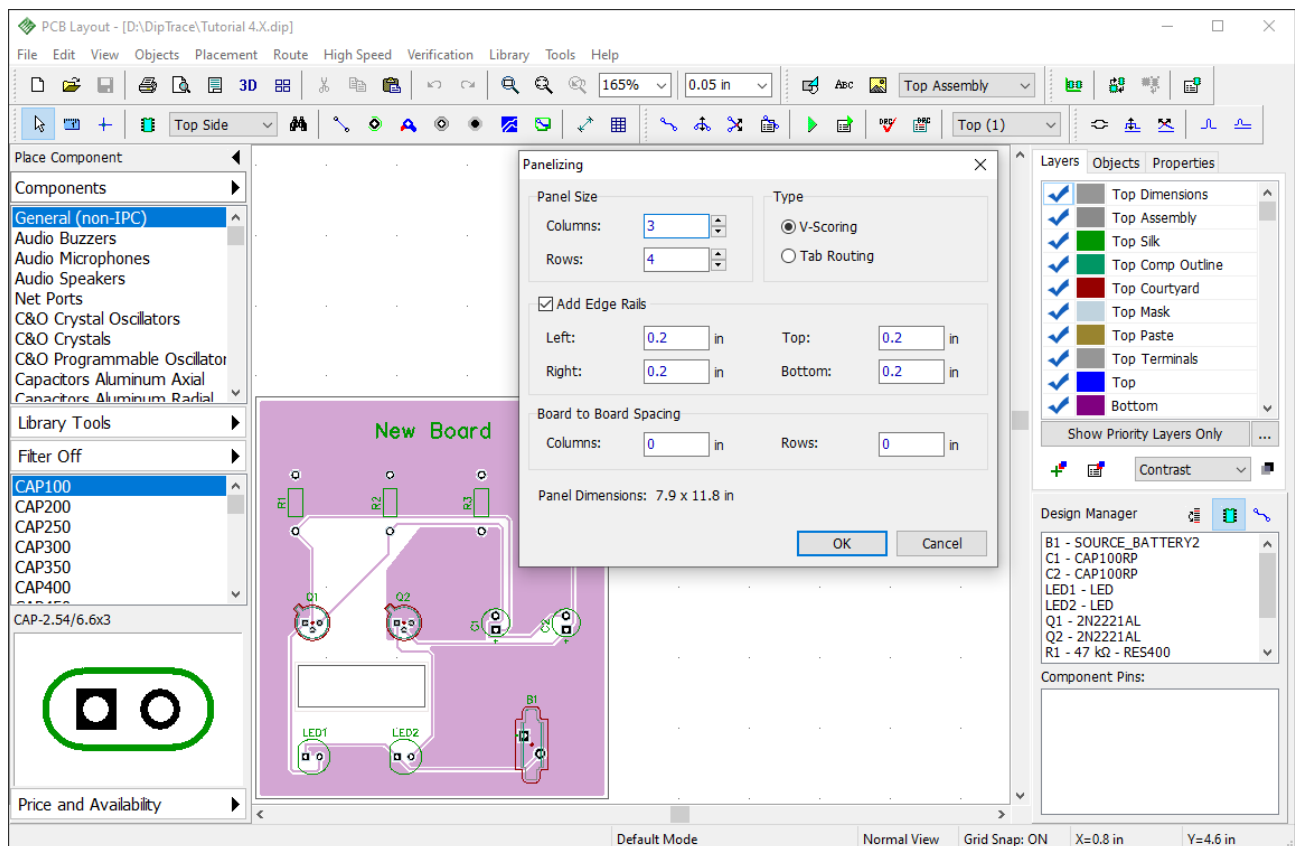 PCB Layout - [D:\DipTrace\Tutorial 4.X.dip]
File Edit View Objects Placement Route High Speed Verification Library Tools Help
3D 165% 0.05 in ABC Top Assembly
Top Side DRC DRC Top (1)
Place Component
Components
General (non-IPC)
Audio Buzzers
Audio Microphones
Audio Speakers
Net Ports
C&O Crystal Oscillators
C&O Crystals
C&O Programmable Oscillator
Capacitors Aluminum Axial
Capacitors Aluminum Radial
Library Tools
Filter Off
CAP100
CAP200
CAP250
CAP300
CAP350
CAP400
CAP-2.54/6.6x3
Price and Availability
New Board
R1 R2 R3
Q1 Q2
C1 C2
B1
LED1 LED2
Panelizing
Panel Size
Columns: 3
Rows: 4
Type
V-Scoring
Tab Routing
Add Edge Rails
Left: 0.2 in Top: 0.2 in
Right: 0.2 in Bottom: 0.2 in
Board to Board Spacing
Columns: 0 in Rows: 0 in
Panel Dimensions: 7.9 x 11.8 in
OK Cancel
Layers Objects Properties
Top Dimensions
Top Assembly
Top Silk
Top Comp Outline
Top Courtyard
Top Mask
Top Paste
Top Terminals
Top
Bottom
Show Priority Layers Only ...
Contrast
Design Manager
B1 - SOURCE_BATTERY2
C1 - CAP100RP
C2 - CAP100RP
LED1 - LED
LED2 - LED
Q1 - 2N2221AL
Q2 - 2N2221AL
R1 - 47 kΩ - RES400
Component Pins:
Default Mode Normal View Grid Snap: ON X=0.8 in Y=4.6 in